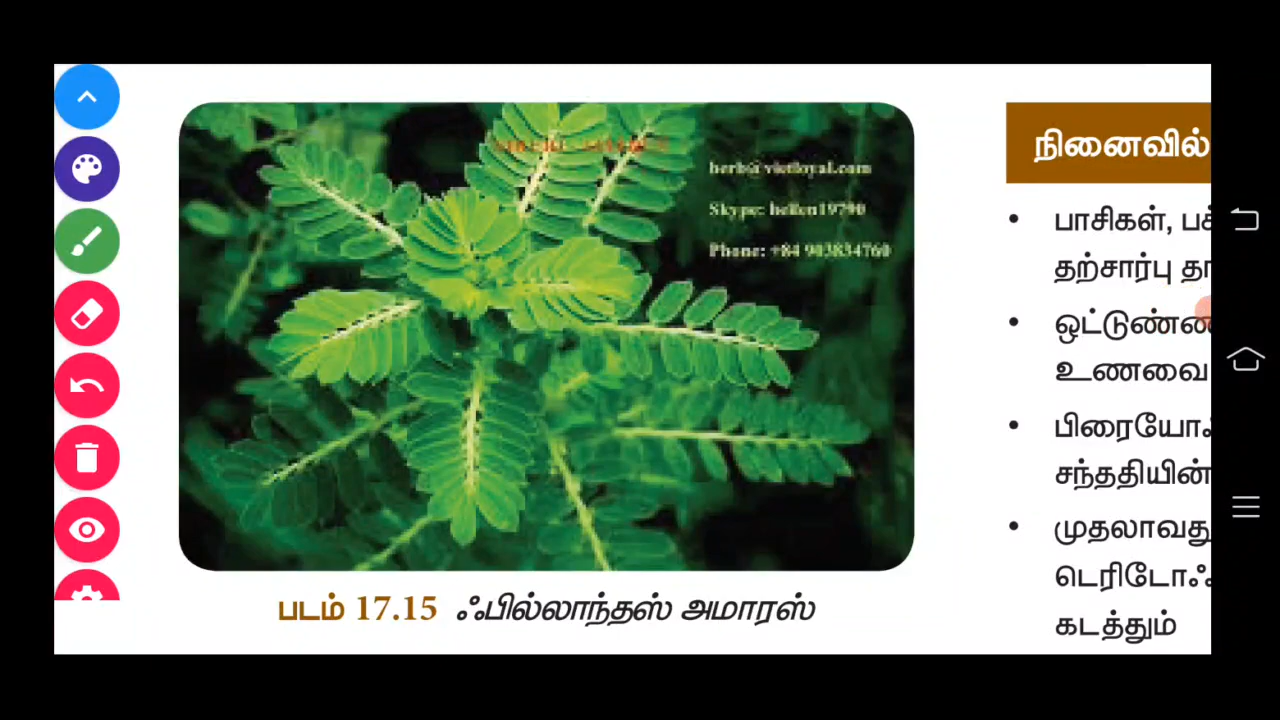 herb@vietloyal.com
Skype: hellen19790
Phone: +84 903834760
படம் 17.15 ஃபில்லாந்தஸ் அமாரஸ்
நினைவில்
• பாசிகள்,
தற்சார்பு
•
உணவை
•
சந்ததியின்
• முதலாவது
கடத்தும்